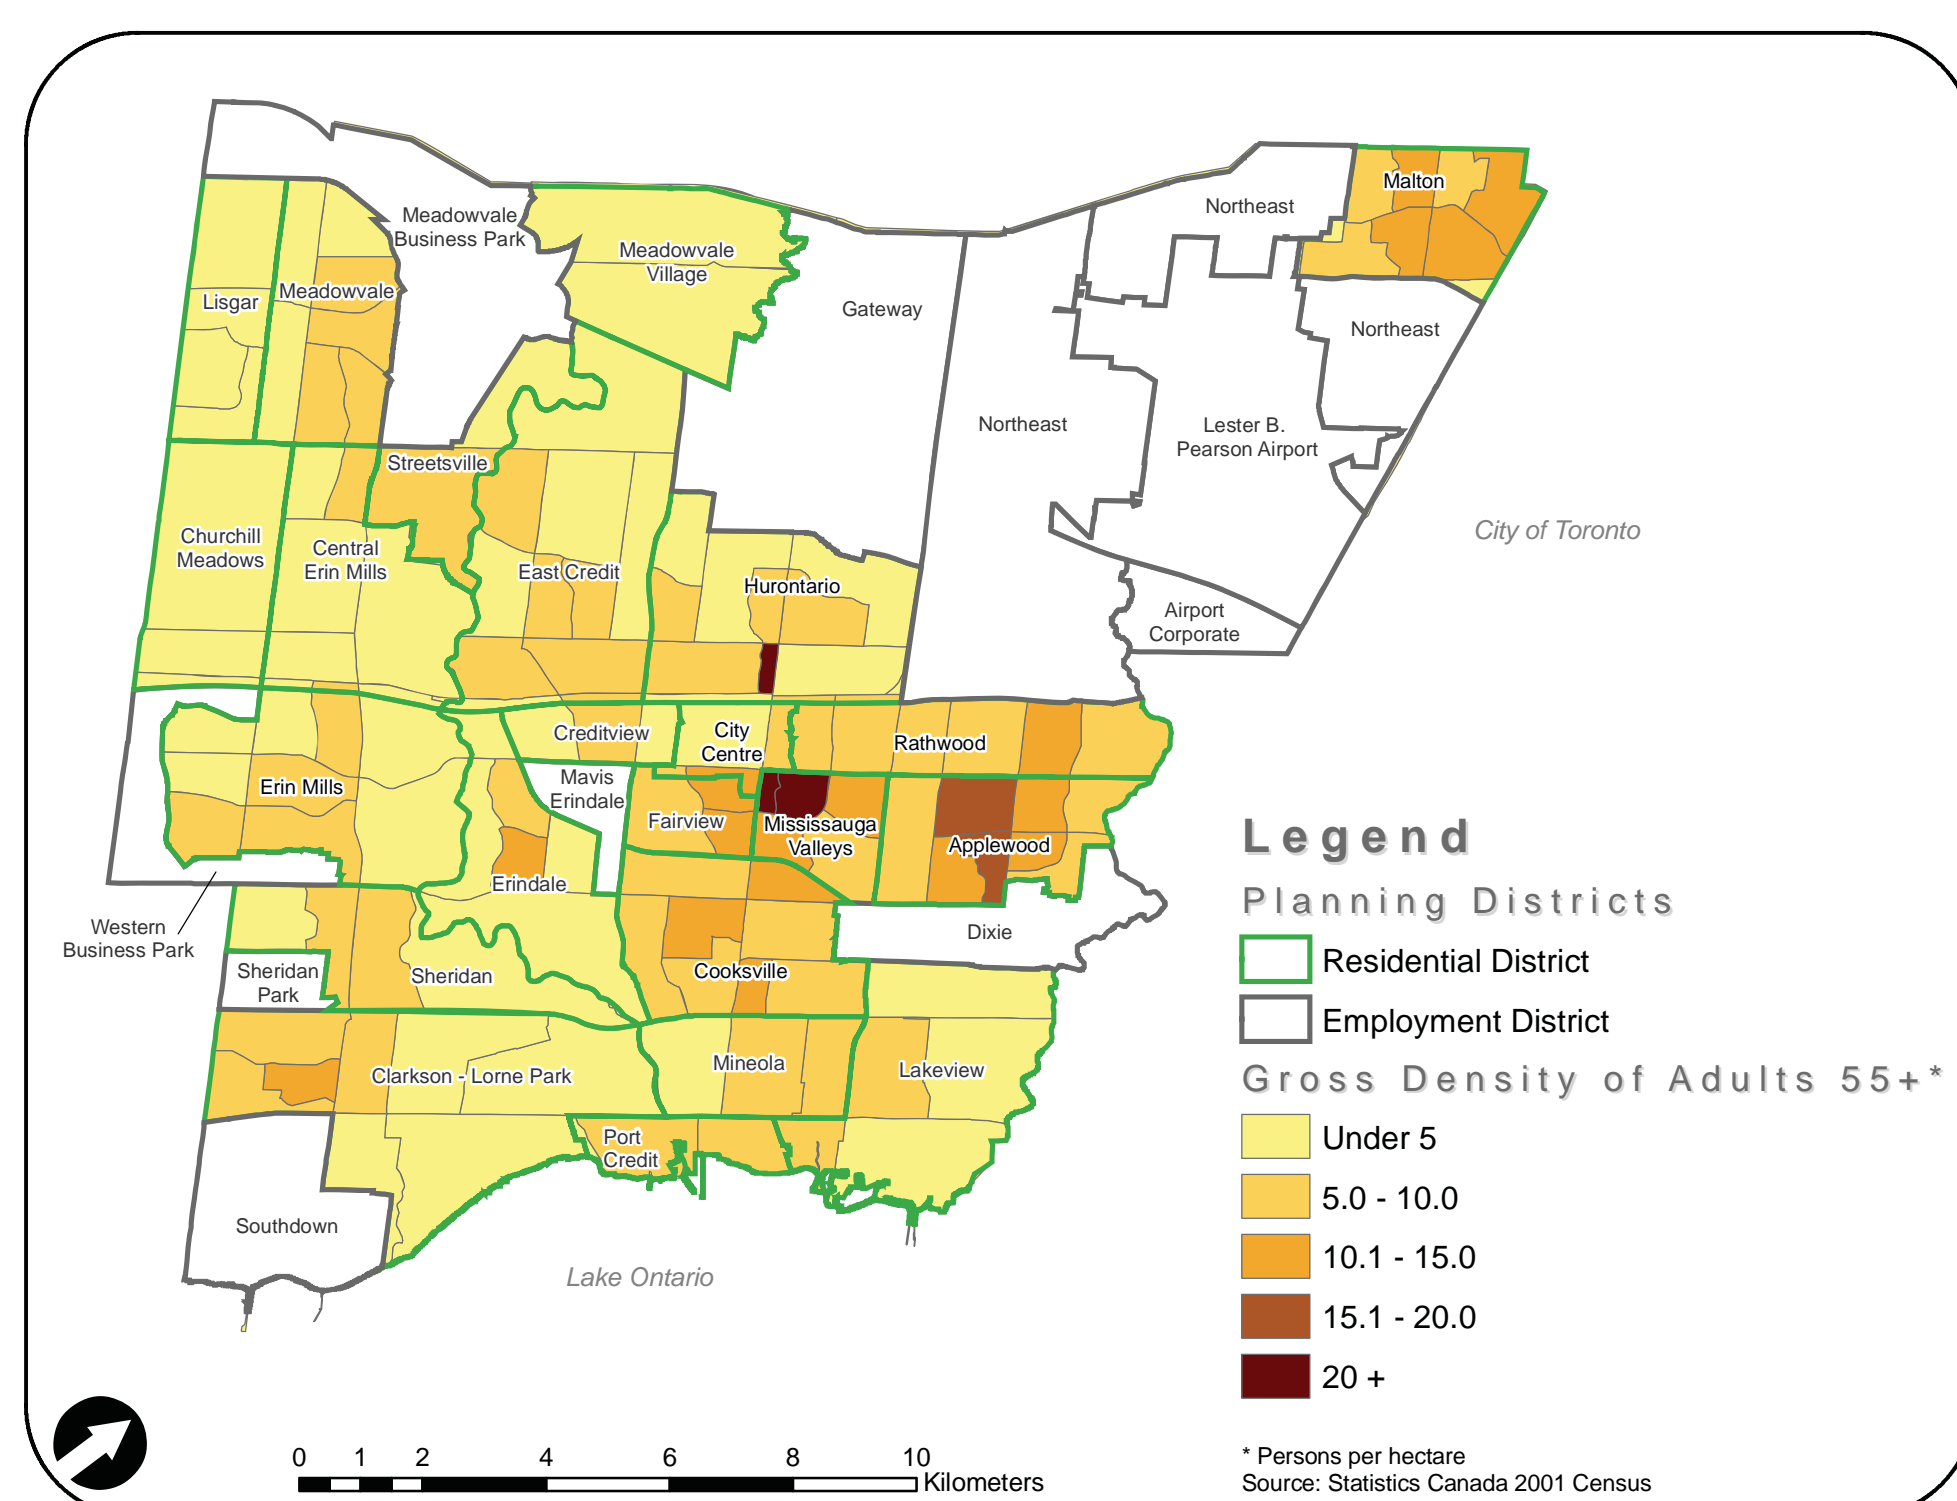 Malton
Northeast
Meadowvale
Business Park
Meadowvale
Village
Lisgar
Meadowvale
Gateway
Northeast
Northeast
Lester B.
Pearson Airport
Streetsville
City of Toronto
Churchill
Meadows
Central
Erin Mills
East Credit
Hurontario
Airport
Corporate
Creditview
City
Centre
Rathwood
Mavis
Erindale
Erin Mills
Fairview
Mississauga
Valleys
Applewood
Erindale
Western
Business Park
Dixie
Sheridan
Park
Sheridan
Cooksville
Clarkson - Lorne Park
Mineola
Lakeview
Port
Credit
Southdown
Lake Ontario
Legend
Planning Districts
Residential District
Employment District
Gross Density of Adults 55+*
Under 5
5.0 - 10.0
10.1 - 15.0
15.1 - 20.0
20 +
0 1 2 4 6 8 10
Kilometers
* Persons per hectare
Source: Statistics Canada 2001 Census